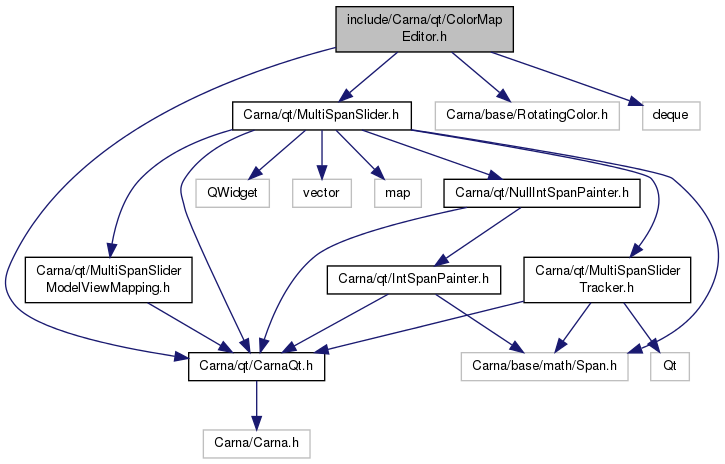 include/Carna/qt/ColorMap
Editor.h
Carna/qt/MultiSpanSlider.h
Carna/base/RotatingColor.h
deque
QWidget
vector
map
Carna/qt/NullIntSpanPainter.h
Carna/qt/MultiSpanSlider
ModelViewMapping.h
Carna/qt/IntSpanPainter.h
Carna/qt/MultiSpanSlider
Tracker.h
Carna/qt/CarnaQt.h
Carna/base/math/Span.h
Qt
Carna/Carna.h